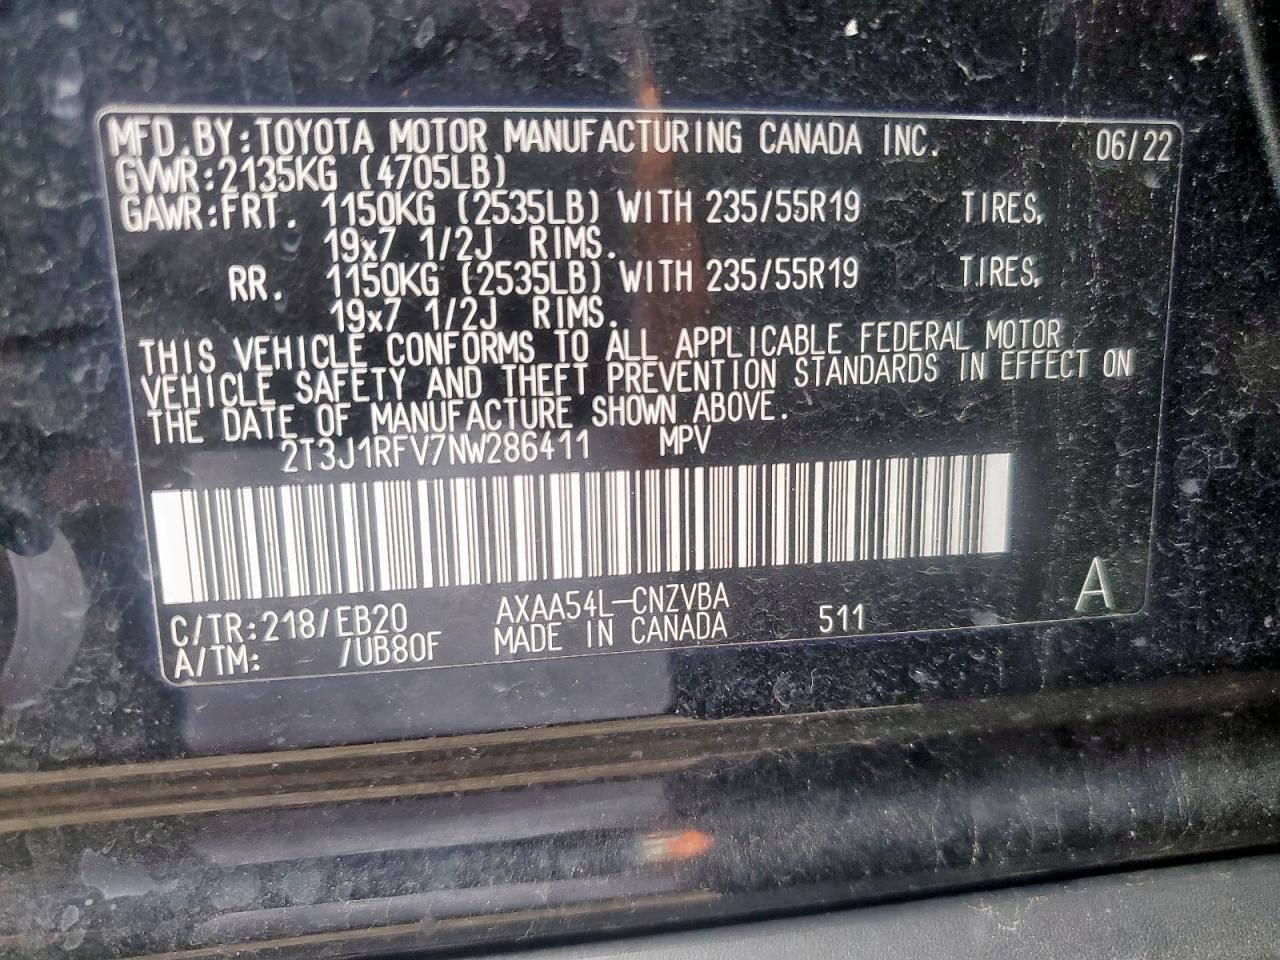 MFD.BY:TOYOTA MOTOR MANUFACTURING CANADA INC. 06/22
GVWR:2135KG (4705LB)
GAWR:FRT. 1150KG (2535LB) WITH 235/55R19 TIRES,
19x7 1/2J RIMS.
RR. 1150KG (2535LB) WITH 235/55R19 TIRES,
19x7 1/2J RIMS.
THIS VEHICLE CONFORMS TO ALL APPLICABLE FEDERAL MOTOR
VEHICLE SAFETY AND THEFT PREVENTION STANDARDS IN EFFECT ON
THE DATE OF MANUFACTURE SHOWN ABOVE.
2T3J1RFV7NW286411 MPV
C/TR:218/EB20 AXAA54L-CNZVBA 511 A
A/TM: /UB80F MADE IN CANADA